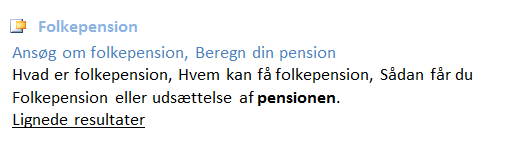 Folkepension
Ansøg om folkepension, Beregn din pension
Hvad er folkepension, Hvem kan få folkepension, Sådan får du
Folkepension eller udsættelse af pensionen.
Lignede resultater